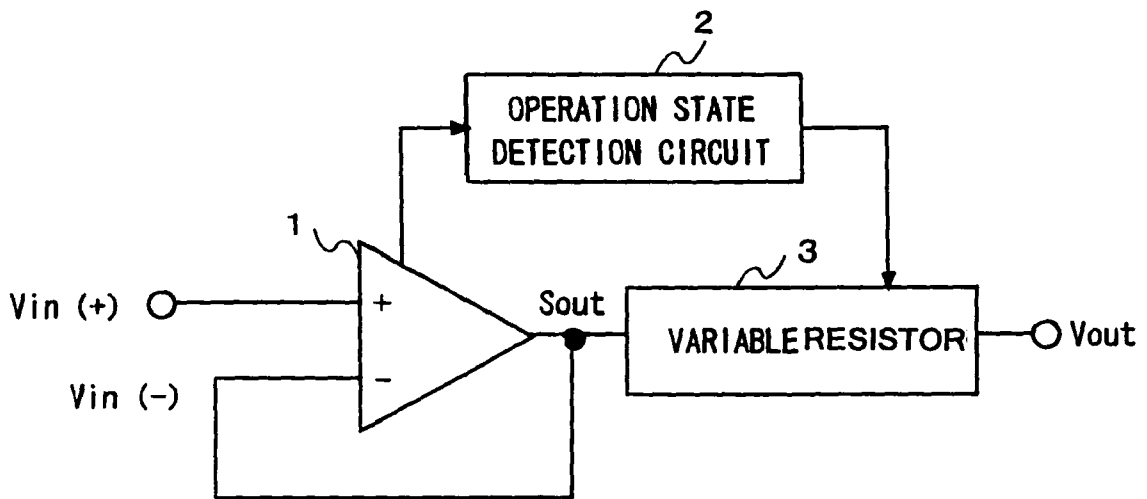 2
OPERATION STATE
DETECTION CIRCUIT
1
3
Vin (+)
+
Sout
VARIABLE RESISTOR
Vout
Vin (-)
-